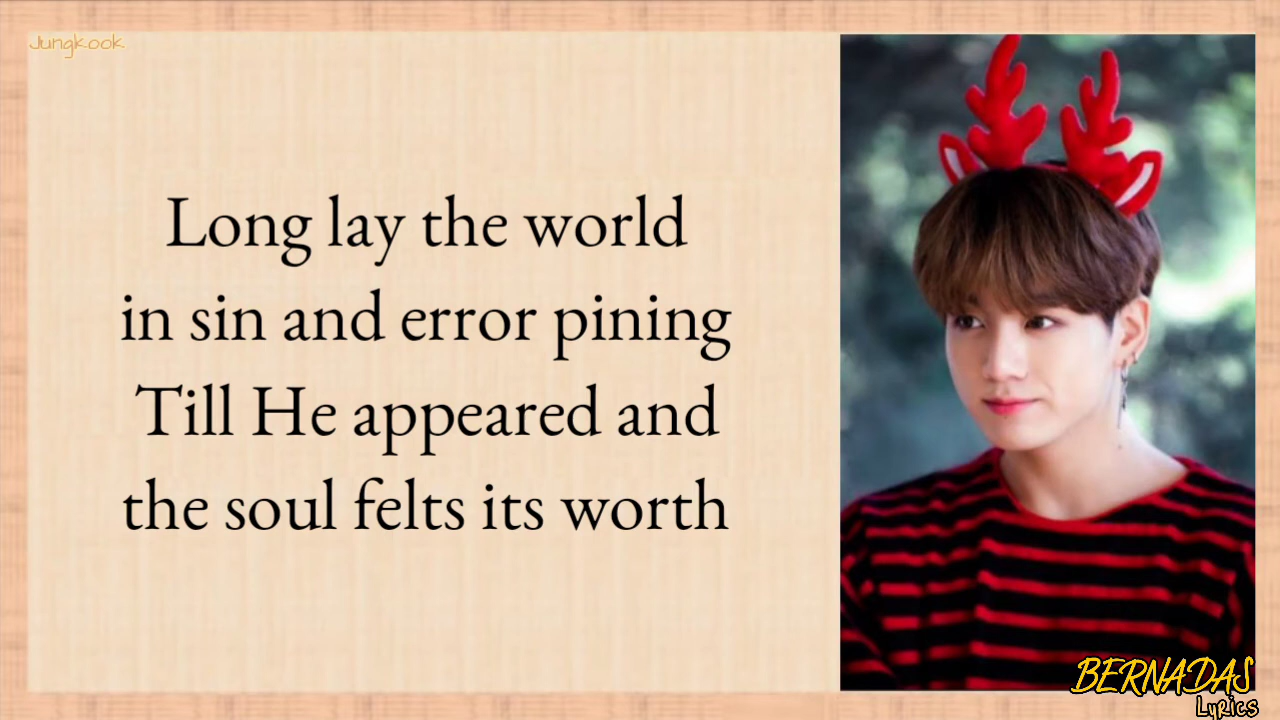 Jungkook
Long lay the world
in sin and error pining
Till He appeared and
the soul felts its worth
BERNADAS
Lyrics